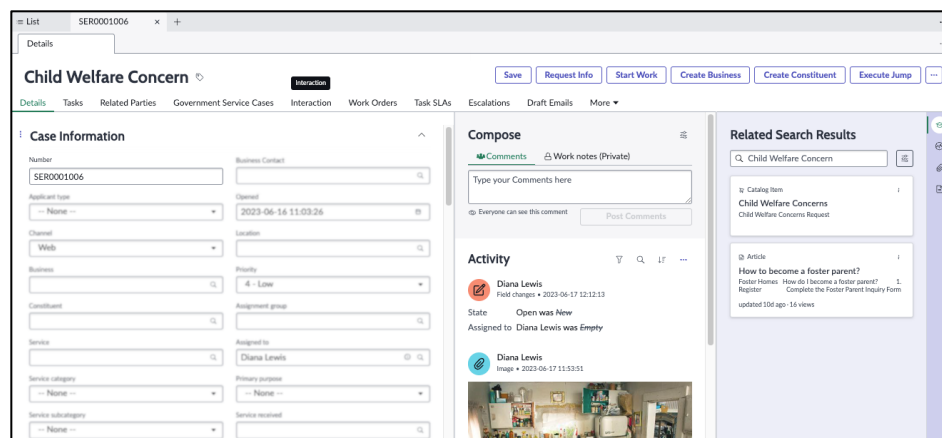 List
SER0001006 × +
Details
Child Welfare Concern
Interaction
Save Request Info Start Work Create Business Create Constituent Execute Jump ...
Details Tasks Related Parties Government Service Cases Interaction Work Orders Task SLAs Escalations Draft Emails More
Case Information
Number
SER0001006
Business Contact
Applicant type
-- None --
Opened
2023-06-16 11:03:26
Channel
Web
Location
Business
Priority
4 - Low
Constituent
Assignment group
Service
Assigned to
Diana Lewis
Service category
-- None --
Primary purpose
-- None --
Service subcategory
-- None --
Service received
Compose
Comments Work notes (Private)
Type your Comments here
Everyone can see this comment
Post Comments
Activity
Diana Lewis
Field changes • 2023-06-17 12:12:13
State Open was New
Assigned to Diana Lewis was Empty
Diana Lewis
Image • 2023-06-17 11:53:51
Related Search Results
Child Welfare Concern
Catalog Item
Child Welfare Concerns
Child Welfare Concerns Request
Article
How to become a foster parent?
Foster Homes How do I become a foster parent? 1.
Register Complete the Foster Parent Inquiry Form
updated 10d ago · 16 views